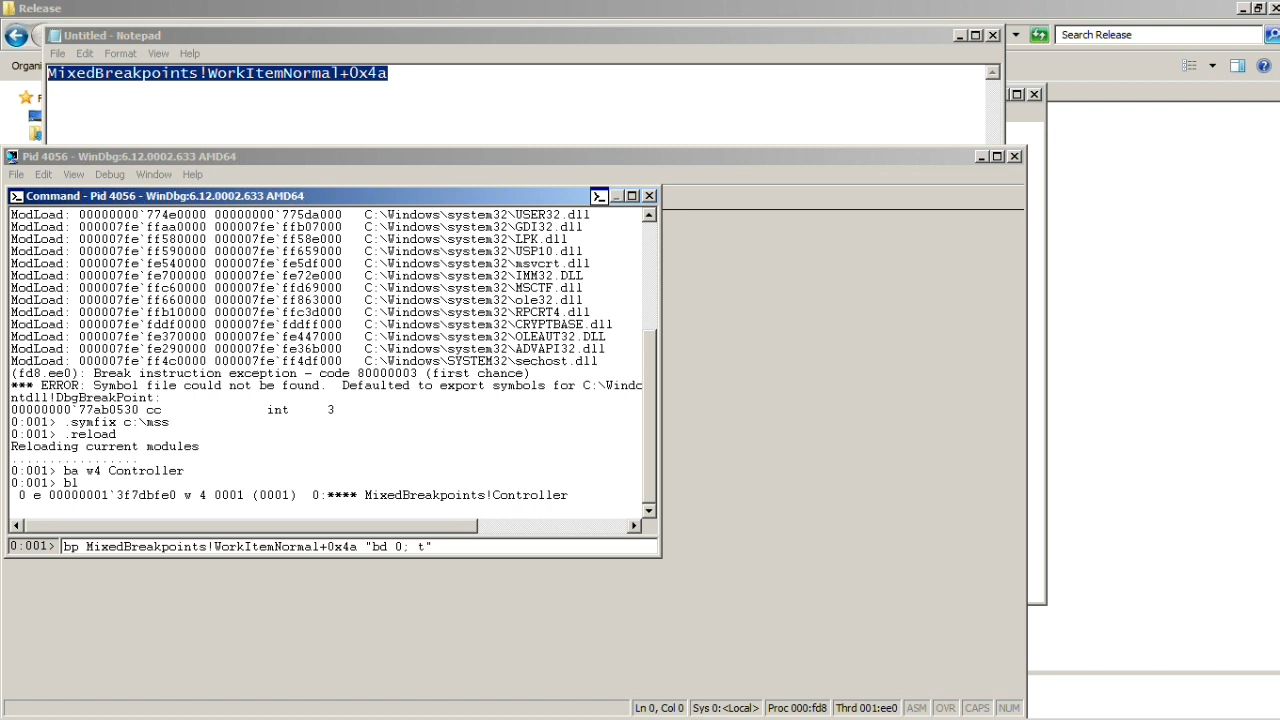 Release
Untitled - Notepad
Search Release
File Edit Format View Help
Organi
MixedBreakpoints!WorkItemNormal+0x4a
F
Pid 4056 - WinDbg:6.12.0002.633 AMD64
File Edit View Debug Window Help
Command - Pid 4056 - WinDbg:6.12.0002.633 AMD64
ModLoad: 00000000`774e0000 00000000`775da000   C:\Windows\system32\USER32.dll
ModLoad: 000007fe`ffaa0000 000007fe`ffb07000   C:\Windows\system32\GDI32.dll
ModLoad: 000007fe`ff580000 000007fe`ff58e000   C:\Windows\system32\LPK.dll
ModLoad: 000007fe`ff590000 000007fe`ff659000   C:\Windows\system32\USP10.dll
ModLoad: 000007fe`fe540000 000007fe`fe5df000   C:\Windows\system32\msvcrt.dll
ModLoad: 000007fe`fe700000 000007fe`fe72e000   C:\Windows\system32\IMM32.DLL
ModLoad: 000007fe`ffc60000 000007fe`ffd69000   C:\Windows\system32\MSCTF.dll
ModLoad: 000007fe`ff660000 000007fe`ff863000   C:\Windows\system32\ole32.dll
ModLoad: 000007fe`ffb10000 000007fe`ffc3d000   C:\Windows\system32\RPCRT4.dll
ModLoad: 000007fe`fddf0000 000007fe`fddff000   C:\Windows\system32\CRYPTBASE.dll
ModLoad: 000007fe`fe370000 000007fe`fe447000   C:\Windows\system32\OLEAUT32.DLL
ModLoad: 000007fe`fe290000 000007fe`fe36b000   C:\Windows\system32\ADVAPI32.dll
ModLoad: 000007fe`ff4c0000 000007fe`ff4df000   C:\Windows\SYSTEM32\sechost.dll
(fd8.ee0): Break instruction exception - code 80000003 (first chance)
*** ERROR: Symbol file could not be found.  Defaulted to export symbols for C:\Windo
ntdll!DbgBreakPoint:
00000000`77ab0530 cc              int     3
0:001> .symfix c:\mss
0:001> .reload
Reloading current modules
.................
0:001> ba w4 Controller
0:001> bl
0 e 00000001`3f7dbfe0 w 4 0001 (0001)  0:**** MixedBreakpoints!Controller
0:001> bp MixedBreakpoints!WorkItemNormal+0x4a "bd 0; t"
Ln 0, Col 0 Sys 0:<Local> Proc 000:fd8 Thrd 001:ee0 ASM OVR CAPS NUM